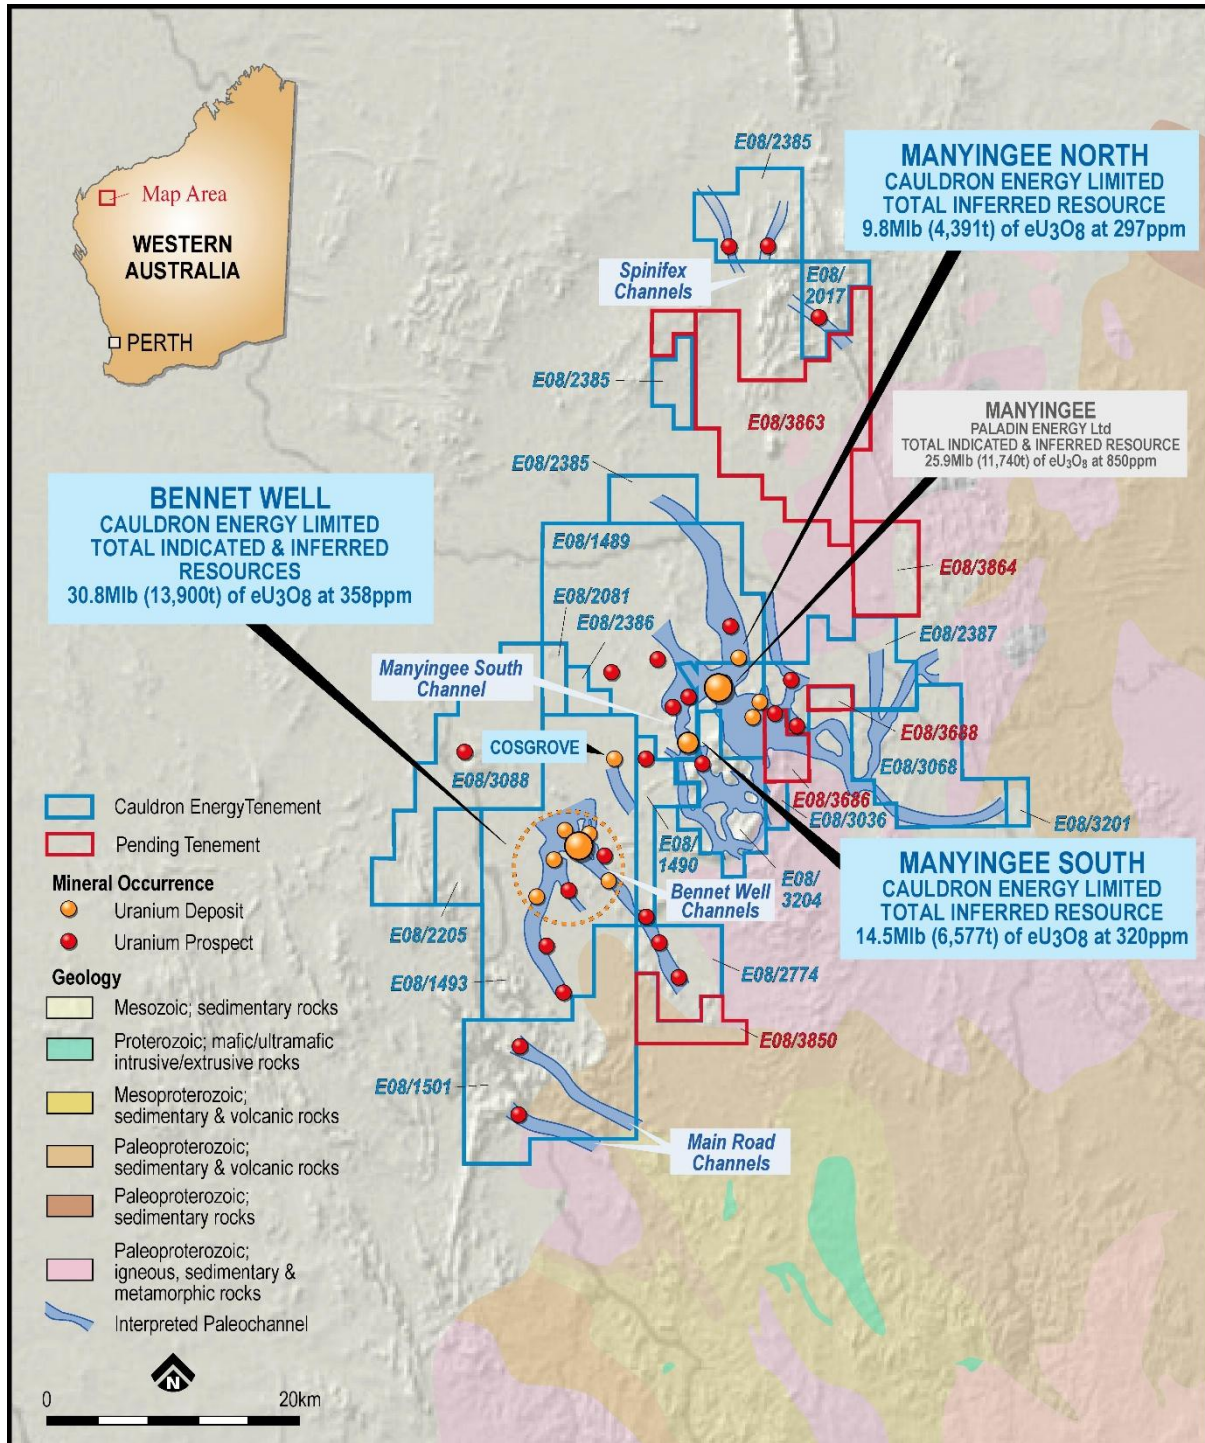 Map Area
WESTERN
AUSTRALIA
PERTH
E08/2385
MANYINGEE NORTH
CAULDRON ENERGY LIMITED
TOTAL INFERRED RESOURCE
9.8Mlb (4,391t) of eU3O8 at 297ppm
Spinifex
Channels
E08/
2017
E08/2385
E08/3863
MANYINGEE
PALADIN ENERGY Ltd
TOTAL INDICATED & INFERRED RESOURCE
25.9Mlb (11,740t) of eU3O8 at 850ppm
E08/2385
BENNET WELL
CAULDRON ENERGY LIMITED
TOTAL INDICATED & INFERRED
RESOURCES
30.8Mlb (13,900t) of eU3O8 at 358ppm
E08/1489
E08/3864
E08/2081
E08/2386
E08/2387
Manyingee South
Channel
E08/3688
COSGROVE
E08/3088
E08/3068
E08/3686
E08/3036
E08/3201
E08/
1490
Bennet Well
Channels
E08/
3204
MANYINGEE SOUTH
CAULDRON ENERGY LIMITED
TOTAL INFERRED RESOURCE
14.5Mlb (6,577t) of eU3O8 at 320ppm
E08/2205
E08/1493
E08/2774
E08/3850
E08/1501
Main Road
Channels
Cauldron EnergyTenement
Pending Tenement
Mineral Occurrence
Uranium Deposit
Uranium Prospect
Geology
Mesozoic; sedimentary rocks
Proterozoic; mafic/ultramafic
intrusive/extrusive rocks
Mesoproterozoic;
sedimentary & volcanic rocks
Paleoproterozoic;
sedimentary & volcanic rocks
Paleoproterozoic;
sedimentary rocks
Paleoproterozoic;
igneous, sedimentary &
metamorphic rocks
Interpreted Paleochannel
N
0 20km